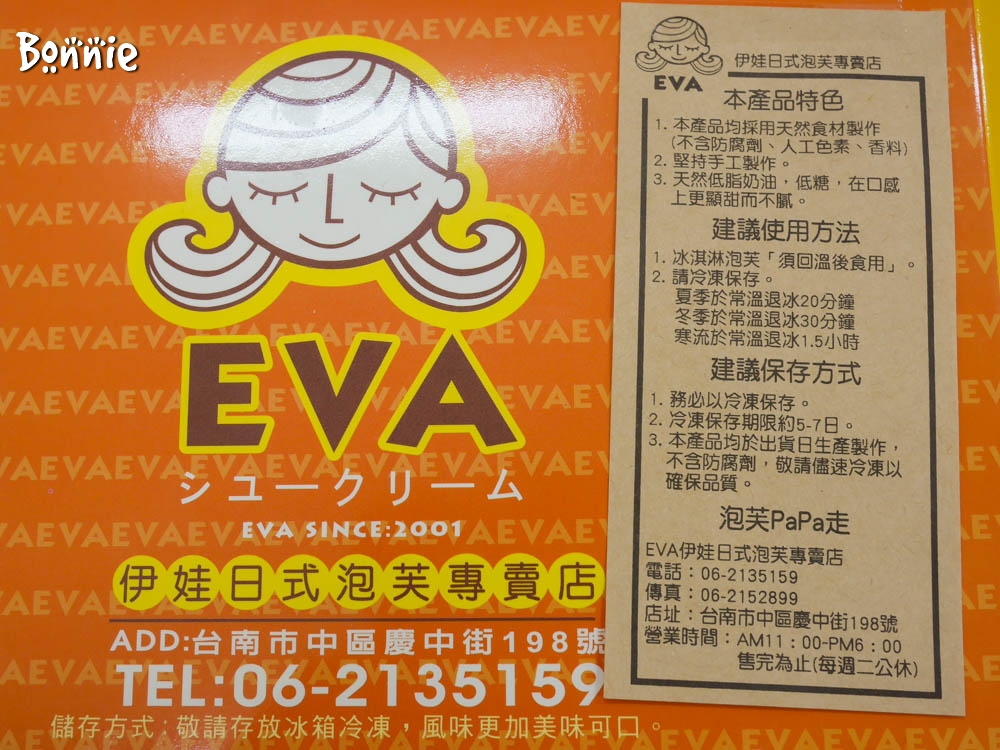 Bonnie
EVA
シュークリーム
EVA SINCE:2001
伊娃日式泡芙專賣店
ADD:台南市中區慶中街198號
TEL:06-2135159
儲存方式:敬請存放冰箱冷凍,風味更加美味可口。
EVA 伊娃日式泡芙專賣店
本產品特色
1. 本產品均採用天然食材製作
(不含防腐劑、人工色素、香料)
2. 堅持手工製作。
3. 天然低脂奶油,低糖,在口感
上更顯甜而不膩。
建議使用方法
1. 冰淇淋泡芙「須回溫後食用」。
2. 請冷凍保存。
夏季於常溫退冰20分鐘
冬季於常溫退冰30分鐘
寒流於常溫退冰1.5小時
建議保存方式
1. 務必以冷凍保存。
2. 冷凍保存期限約5-7日。
3. 本產品均於出貨日生產製作,
不含防腐劑,敬請儘速冷凍以
確保品質。
泡芙PaPa走
EVA伊娃日式泡芙專賣店
電話:06-2135159
傳真:06-2152899
店址:台南市中區慶中街198號
營業時間:AM11:00-PM6:00
售完為止(每週二公休)